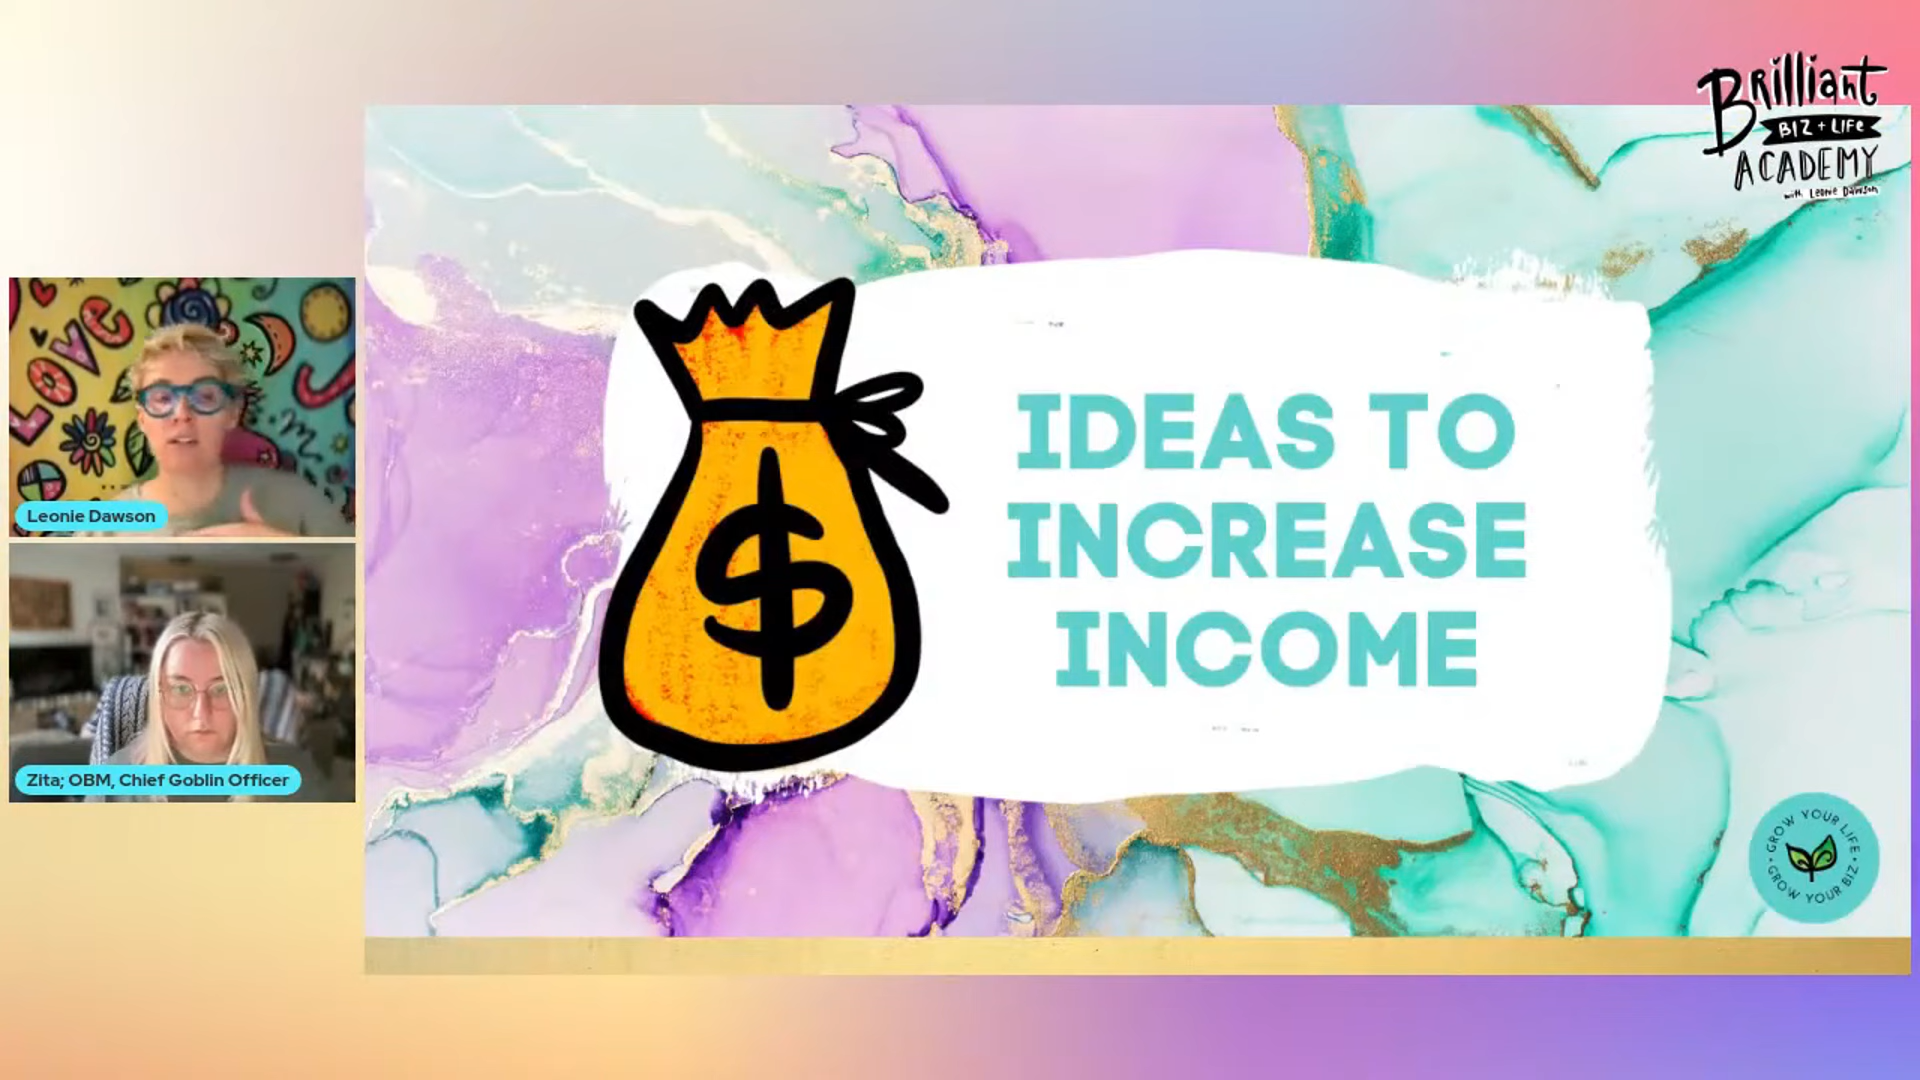 Brilliant
BIZ + LIFE
ACADEMY
with Leonie Dawson
LOVE
Leonie Dawson
Zita; OBM, Chief Goblin Officer
$
IDEAS TO
INCREASE
INCOME
GROW YOUR LIFE
GROW YOUR BIZ